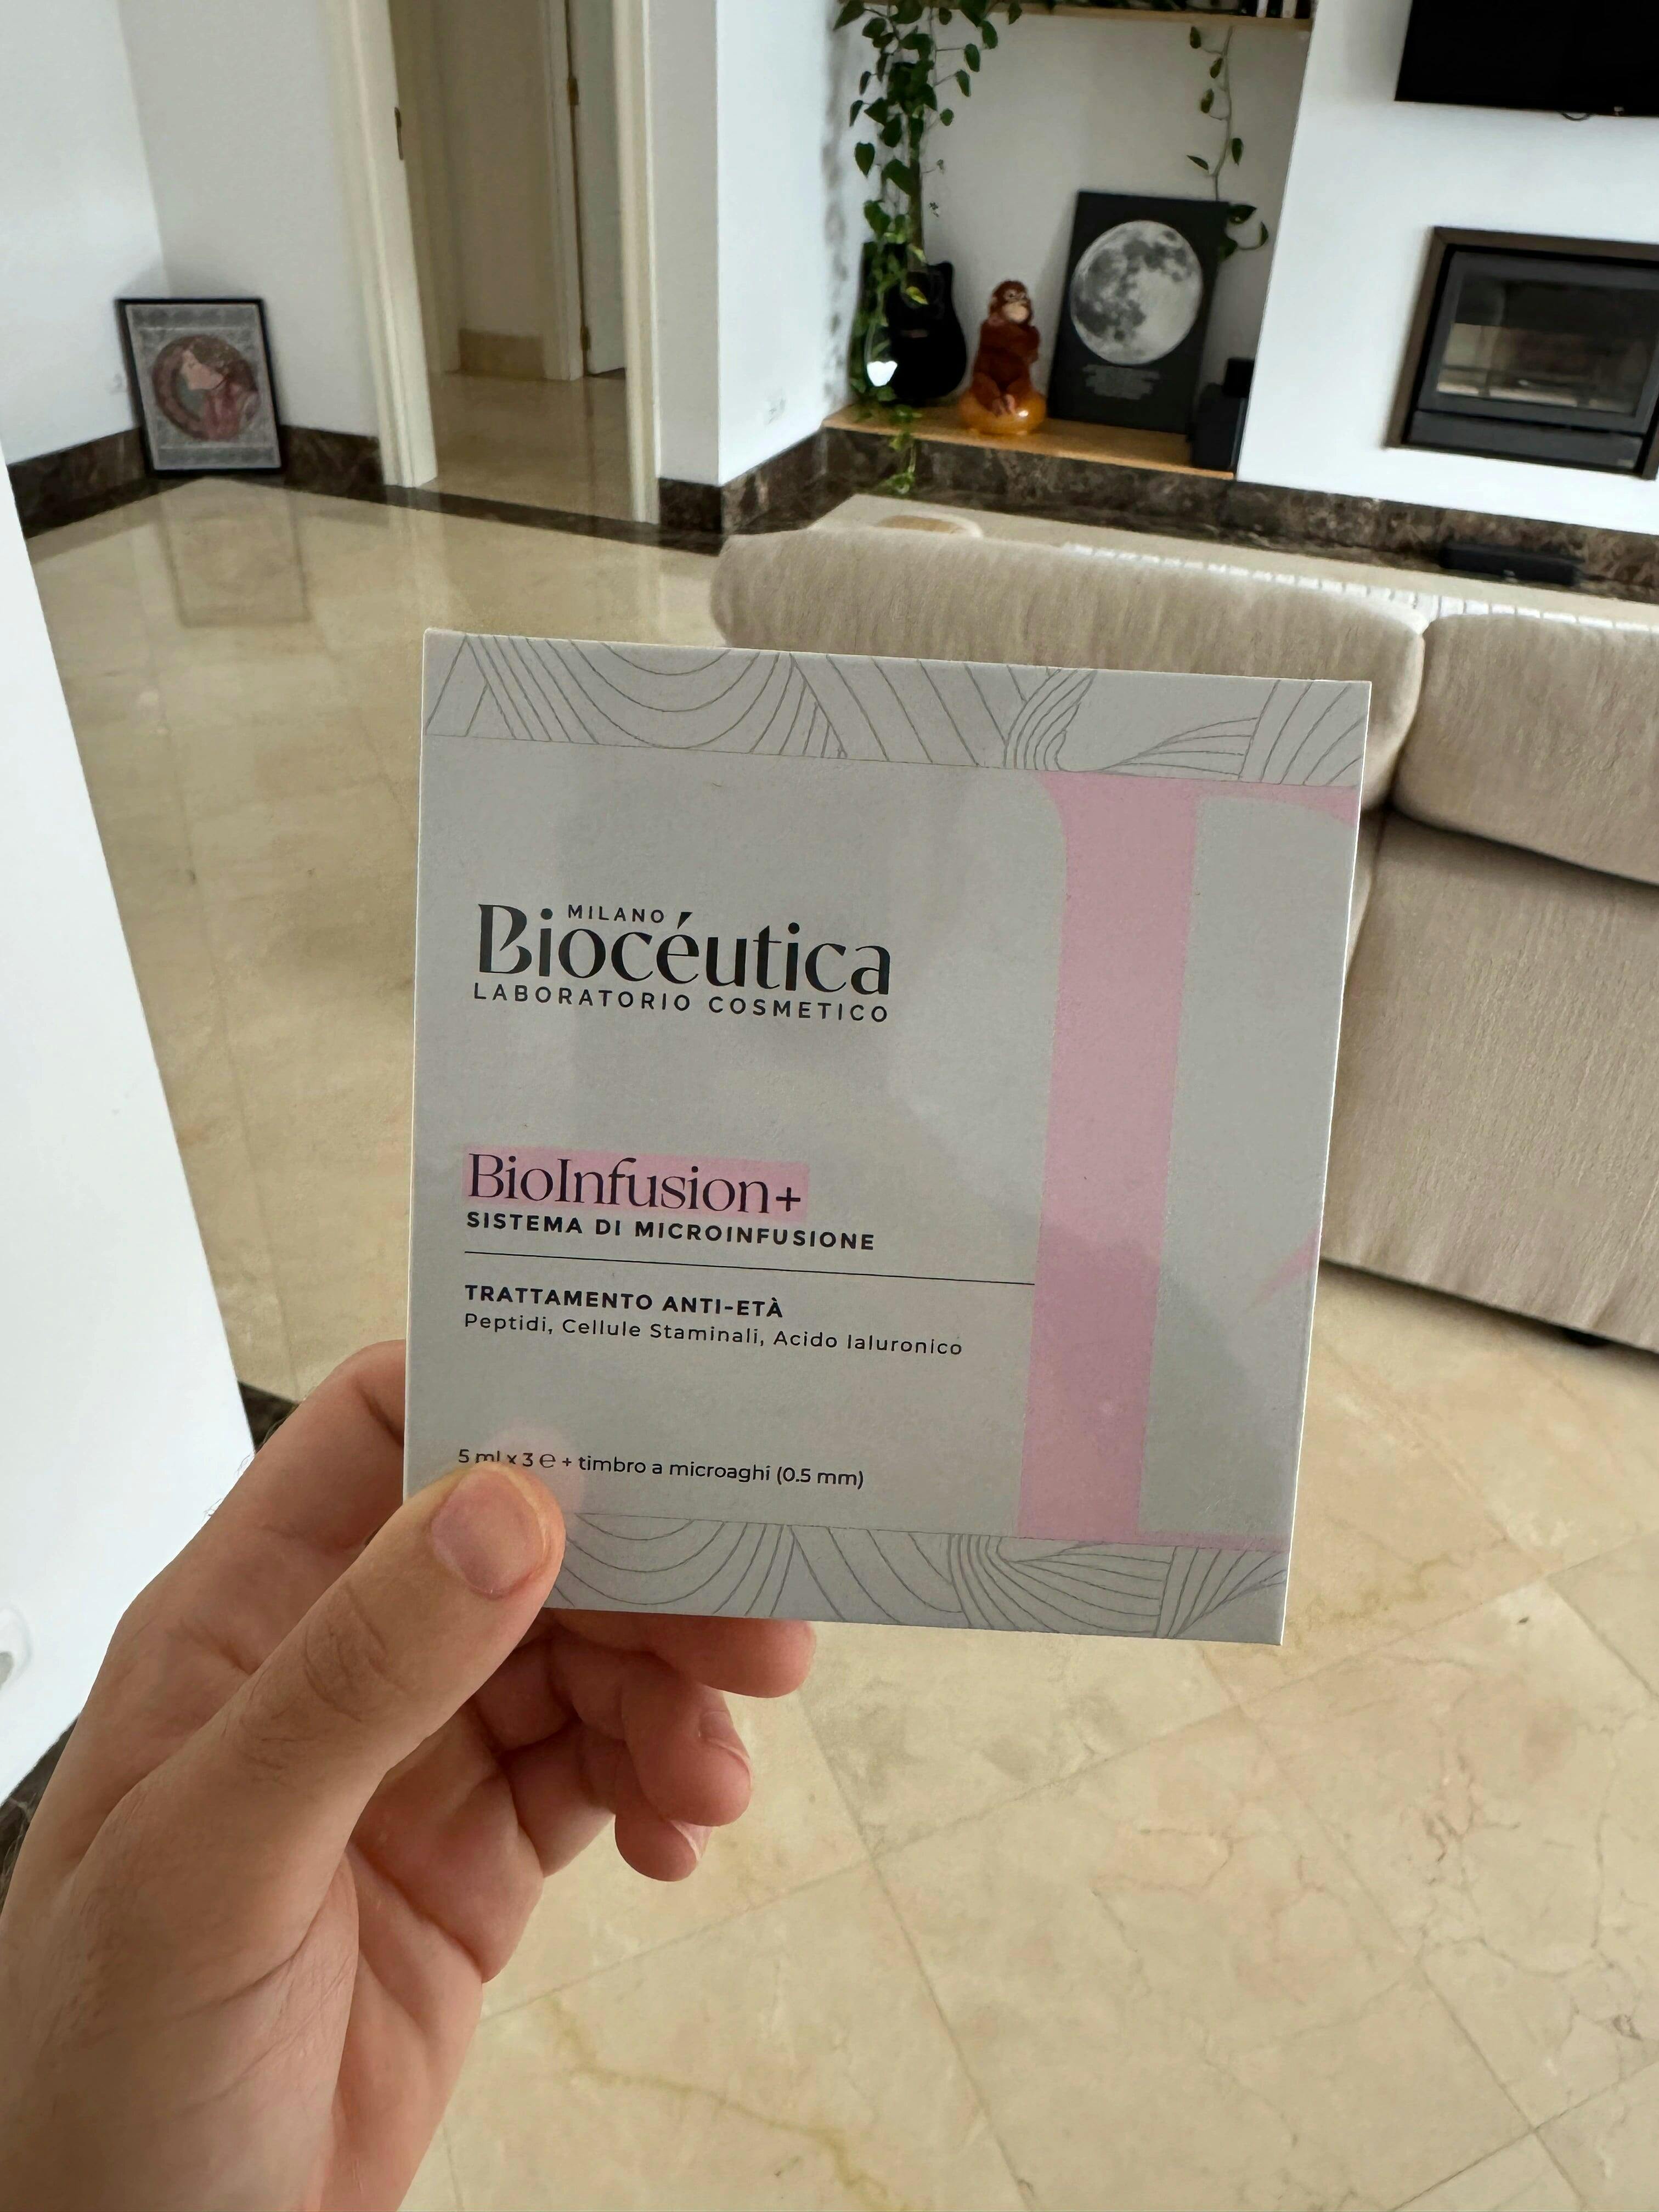 MILANO
Biocéutica
LABORATORIO COSMETICO
BioInfusion+
SISTEMA DI MICROINFUSIONE
TRATTAMENTO ANTI-ETÀ
Peptidi, Cellule Staminali, Acido Ialuronico
5 ml x 3 ℮ + timbro a microaghi (0.5 mm)